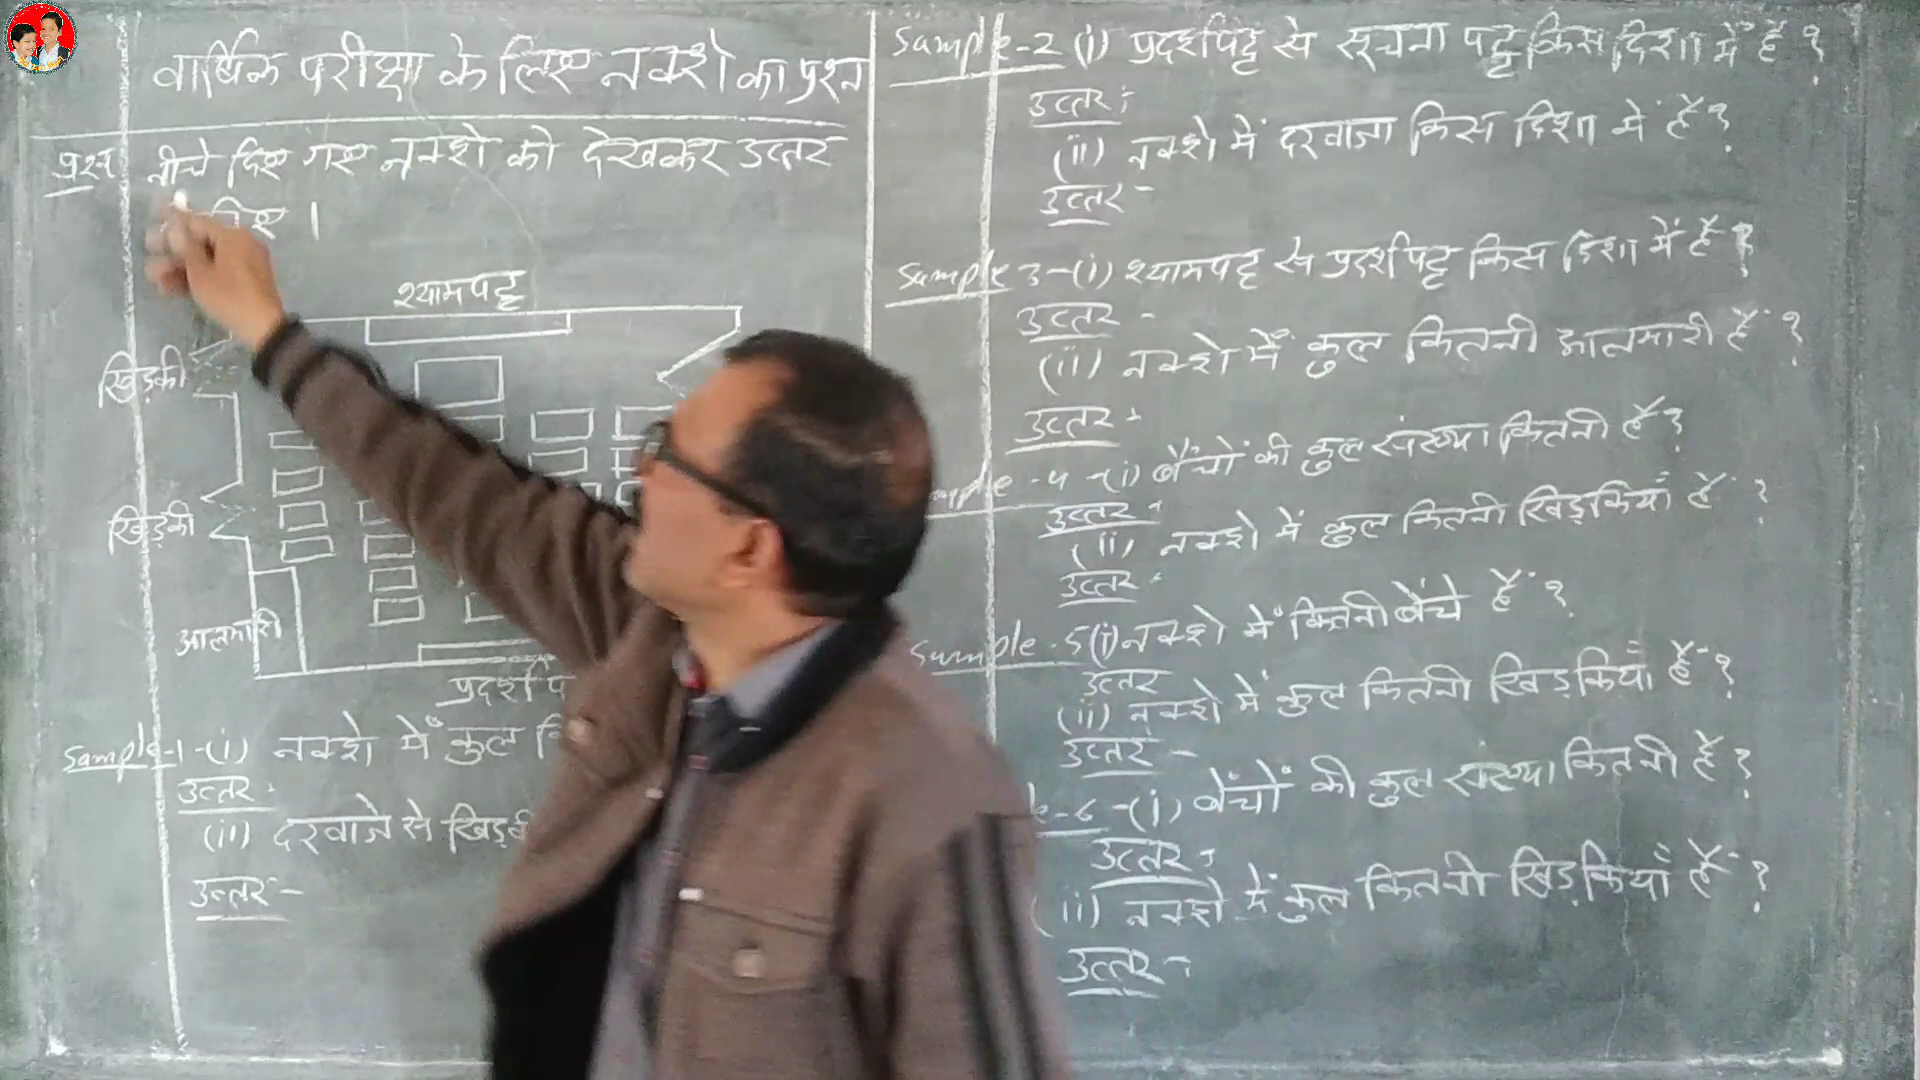 वार्षिक परीक्षा के लिए नक्शे का प्रश्न
प्रश्न नीचे दिए गए नक्शे को देखकर उत्तर
।
श्यामपट्ट
खिड़की
खिड़की
आलमारी
प्रदर्श
Sample-1-(i) नक्शे में कुल
उत्तर:
(ii) दरवाजे से
उत्तर:-
Sample-2 (i) प्रदर्शपट्ट से सूचना पट्ट किस दिशा में है ?
उत्तर:
(ii) नक्शे में दरवाजा किस दिशा में है ?
उत्तर-
Sample 3-(i) श्यामपट्ट से प्रदर्शपट्ट किस दिशा में है ?
उत्तर -
(ii) नक्शे में कुल कितनी आलमारी हैं ?
उत्तर -
-4-(i) बेंचों की कुल संख्या कितनी है ?
उत्तर -
(ii) नक्शे में कुल कितनी खिड़कियाँ हैं ?
उत्तर -
Sample-5(i) नक्शे में कितनी बेंचे हैं ?
उत्तर
(ii) नक्शे में कुल कितनी खिड़कियाँ हैं ?
उत्तर -
-6-(i) बेंचों की कुल संख्या कितनी है ?
उत्तर -
(ii) नक्शे में कुल कितनी खिड़कियाँ हैं ?
उत्तर -